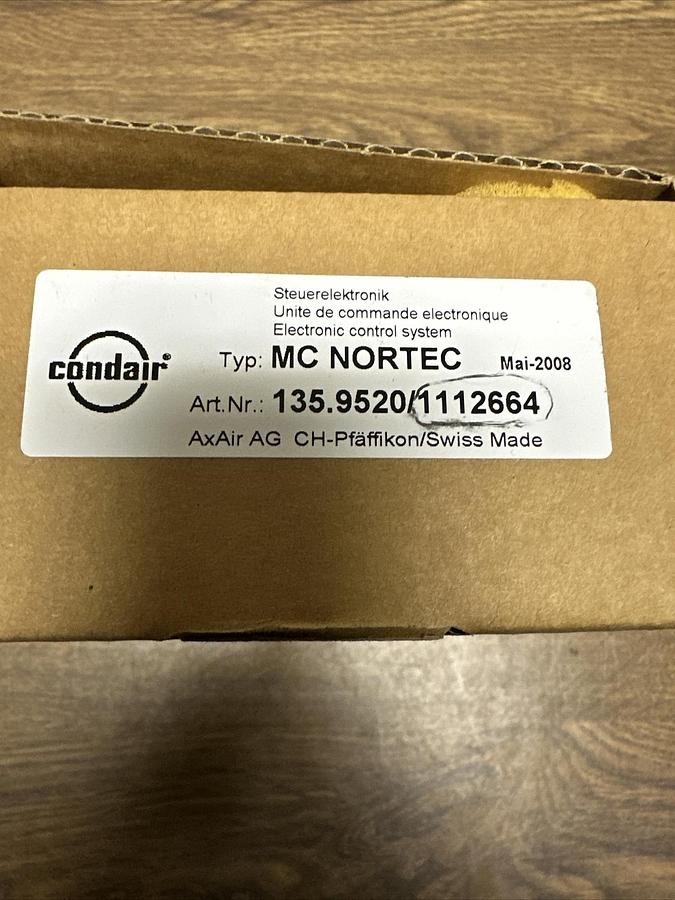 Steuerelektronik
Unite de commande electronique
Electronic control system
condair®
Typ: MC NORTEC Mai-2008
Art.Nr.: 135.9520/1112664
AxAir AG CH-Pfäffikon/Swiss Made